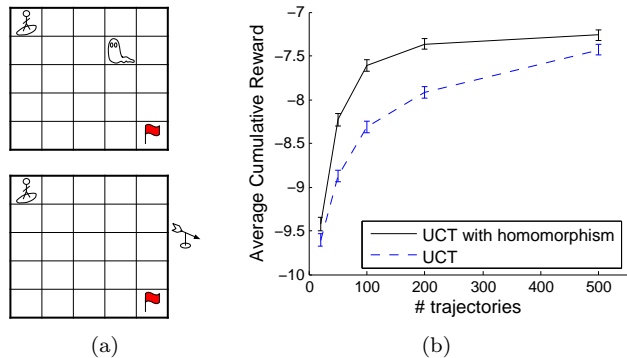 (a)
Average Cumulative Reward
-7
-7.5
-8
-8.5
-9
-9.5
-10
0
100
200
300
400
500
# trajectories
UCT with homomorphism
UCT
(b)